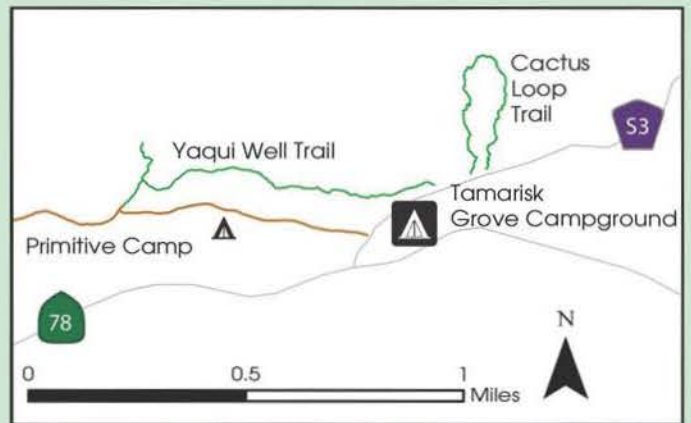 Cactus
Loop
Trail
S3
Yaqui Well Trail
Tamarisk
Grove Campground
Primitive Camp
78
N
0 0.5 1
Miles